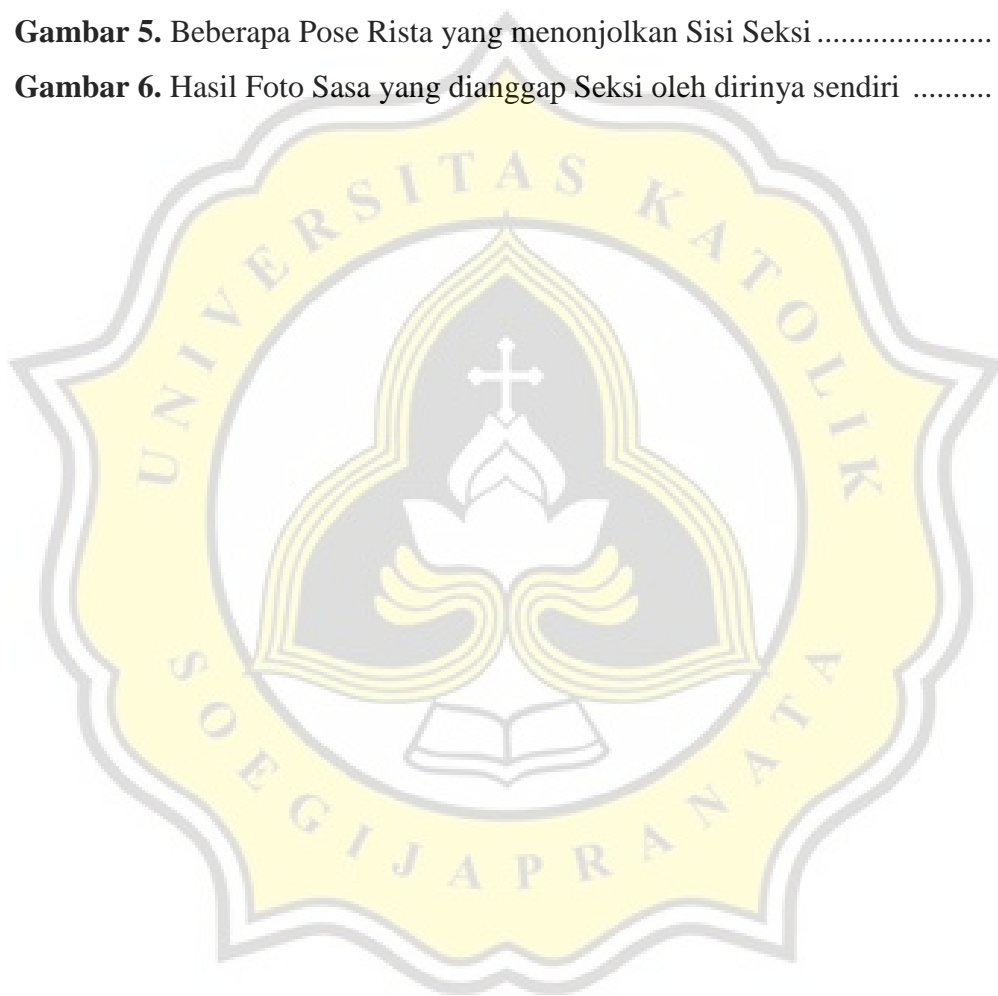 Gambar 5. Beberapa Pose Rista yang menonjolkan Sisi Seksi ......................
Gambar 6. Hasil Foto Sasa yang dianggap Seksi oleh dirinya sendiri ..........
UNIVERSITAS KATOLIK
SOEGIJAPRANATA